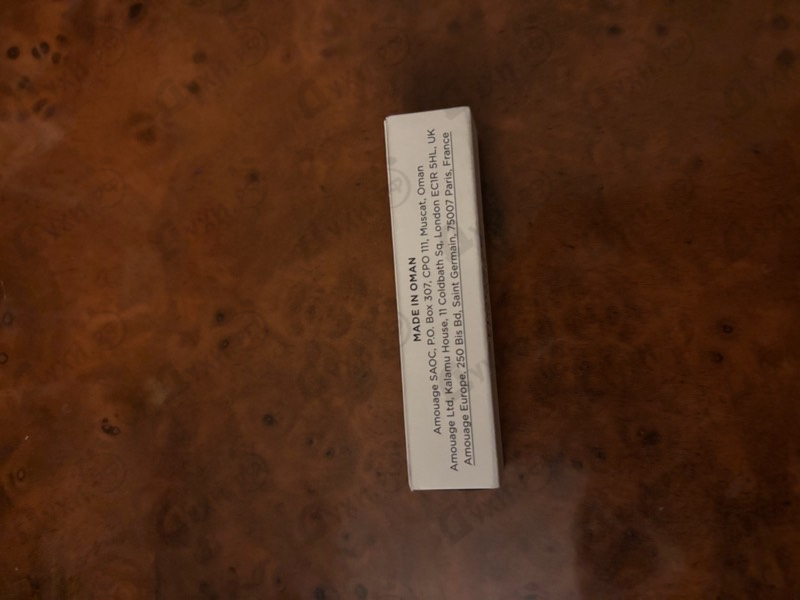 MADE IN OMAN
Amouage SAOC, P.O. Box 307, CPO 111, Muscat, Oman
Amouage Ltd, Kalamu House, 11 Coldbath Sq, London EC1R 5HL, UK
Amouage Europe, 250 Bis Bd, Saint Germain, 75007 Paris, France